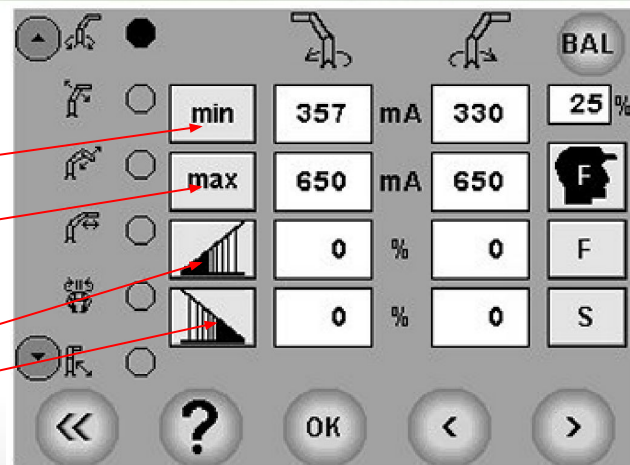 BAL
min 357 mA 330 25 %
max 650 mA 650 F
0 % 0 F
0 % 0 S
« ? OK < >